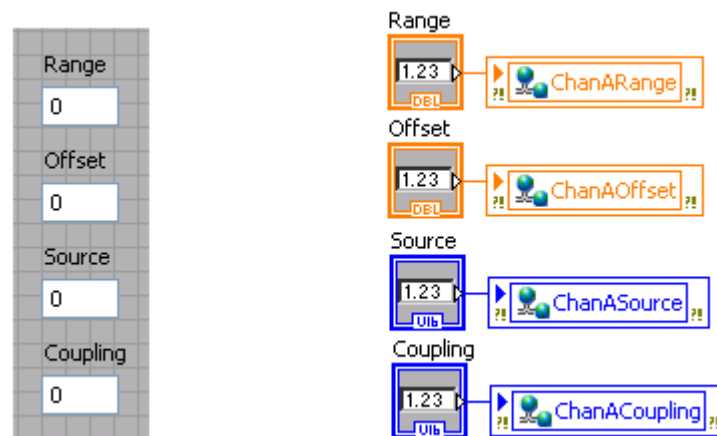 Range
0
Offset
0
Source
0
Coupling
0
Range
1.23
DBL
ChanARange
?!
?!
Offset
1.23
DBL
ChanAOffset
?!
?!
Source
1.23
U16
ChanASource
?!
?!
Coupling
1.23
U16
ChanACoupling
?!
?!